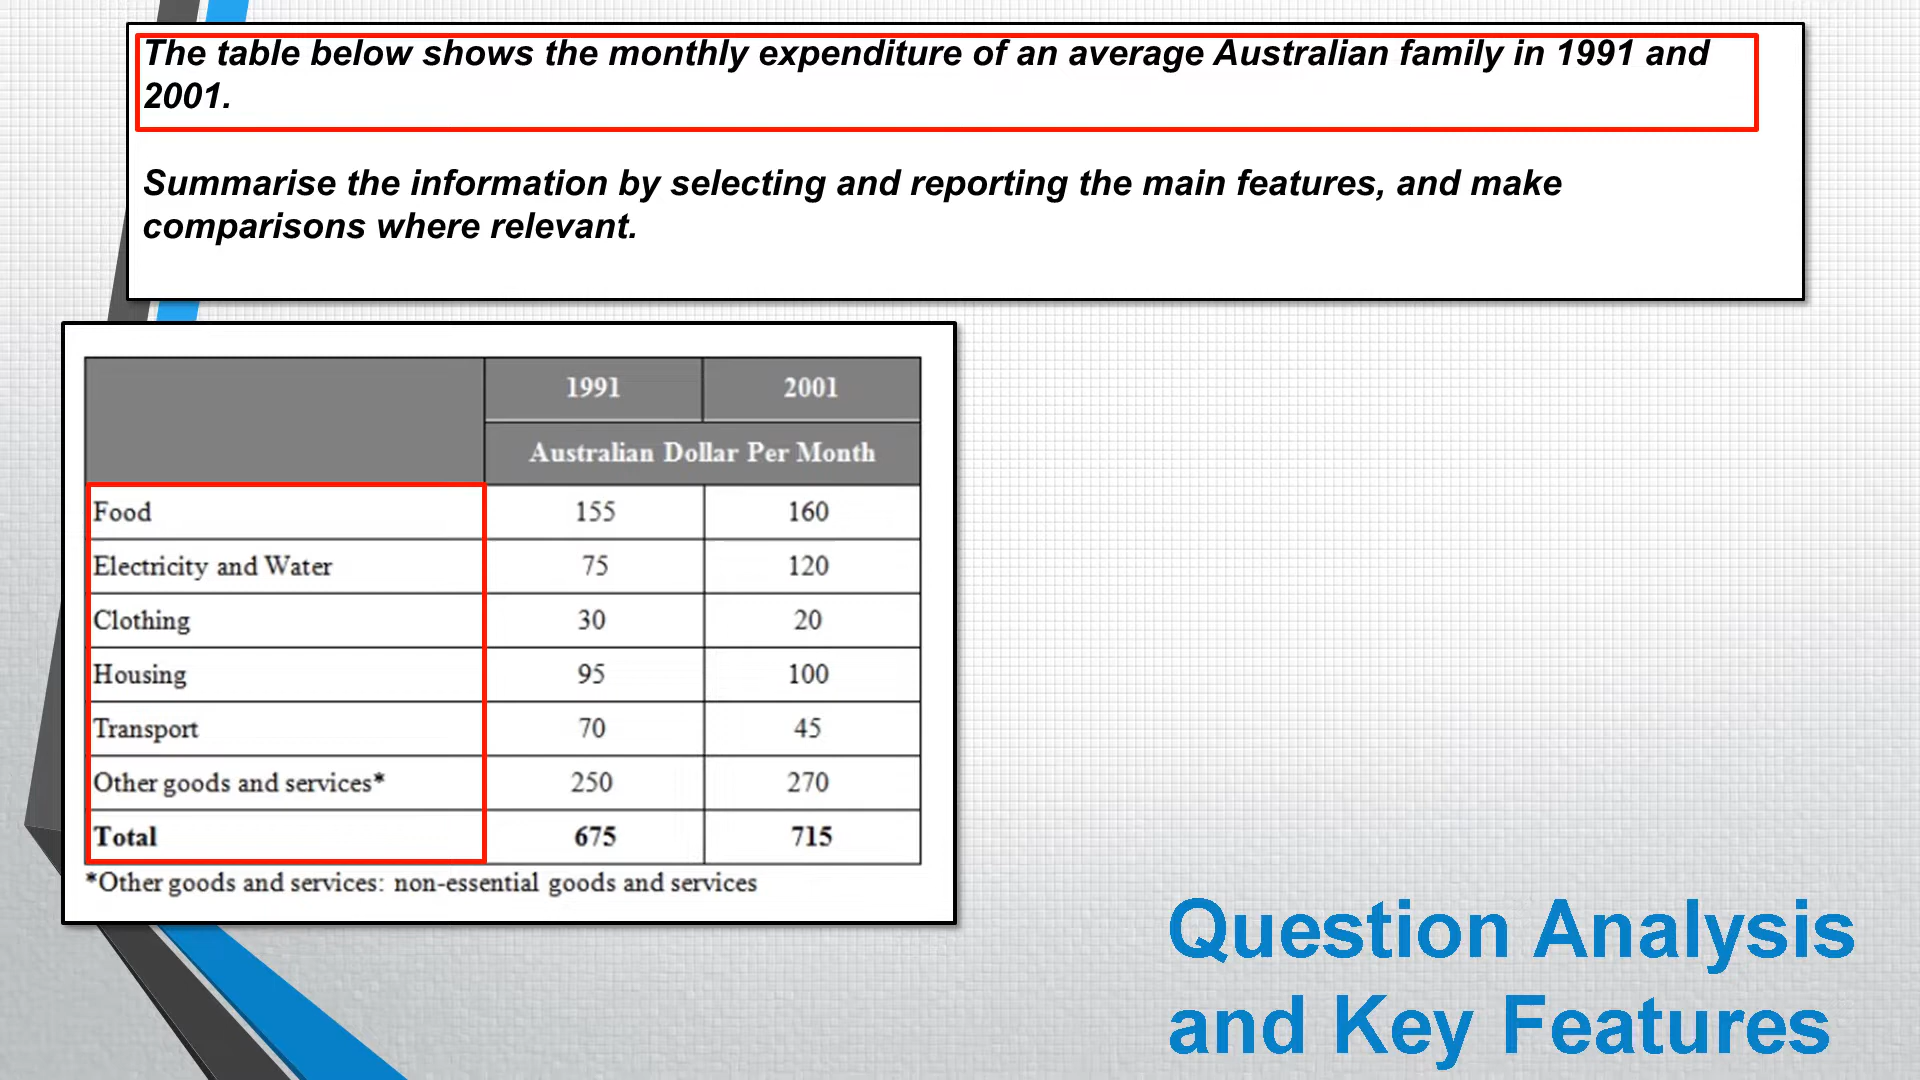 The table below shows the monthly expenditure of an average Australian family in 1991 and
2001.
Summarise the information by selecting and reporting the main features, and make
comparisons where relevant.
1991 2001
Australian Dollar Per Month
Food 155 160
Electricity and Water 75 120
Clothing 30 20
Housing 95 100
Transport 70 45
Other goods and services* 250 270
Total 675 715
*Other goods and services: non-essential goods and services
Question Analysis
and Key Features